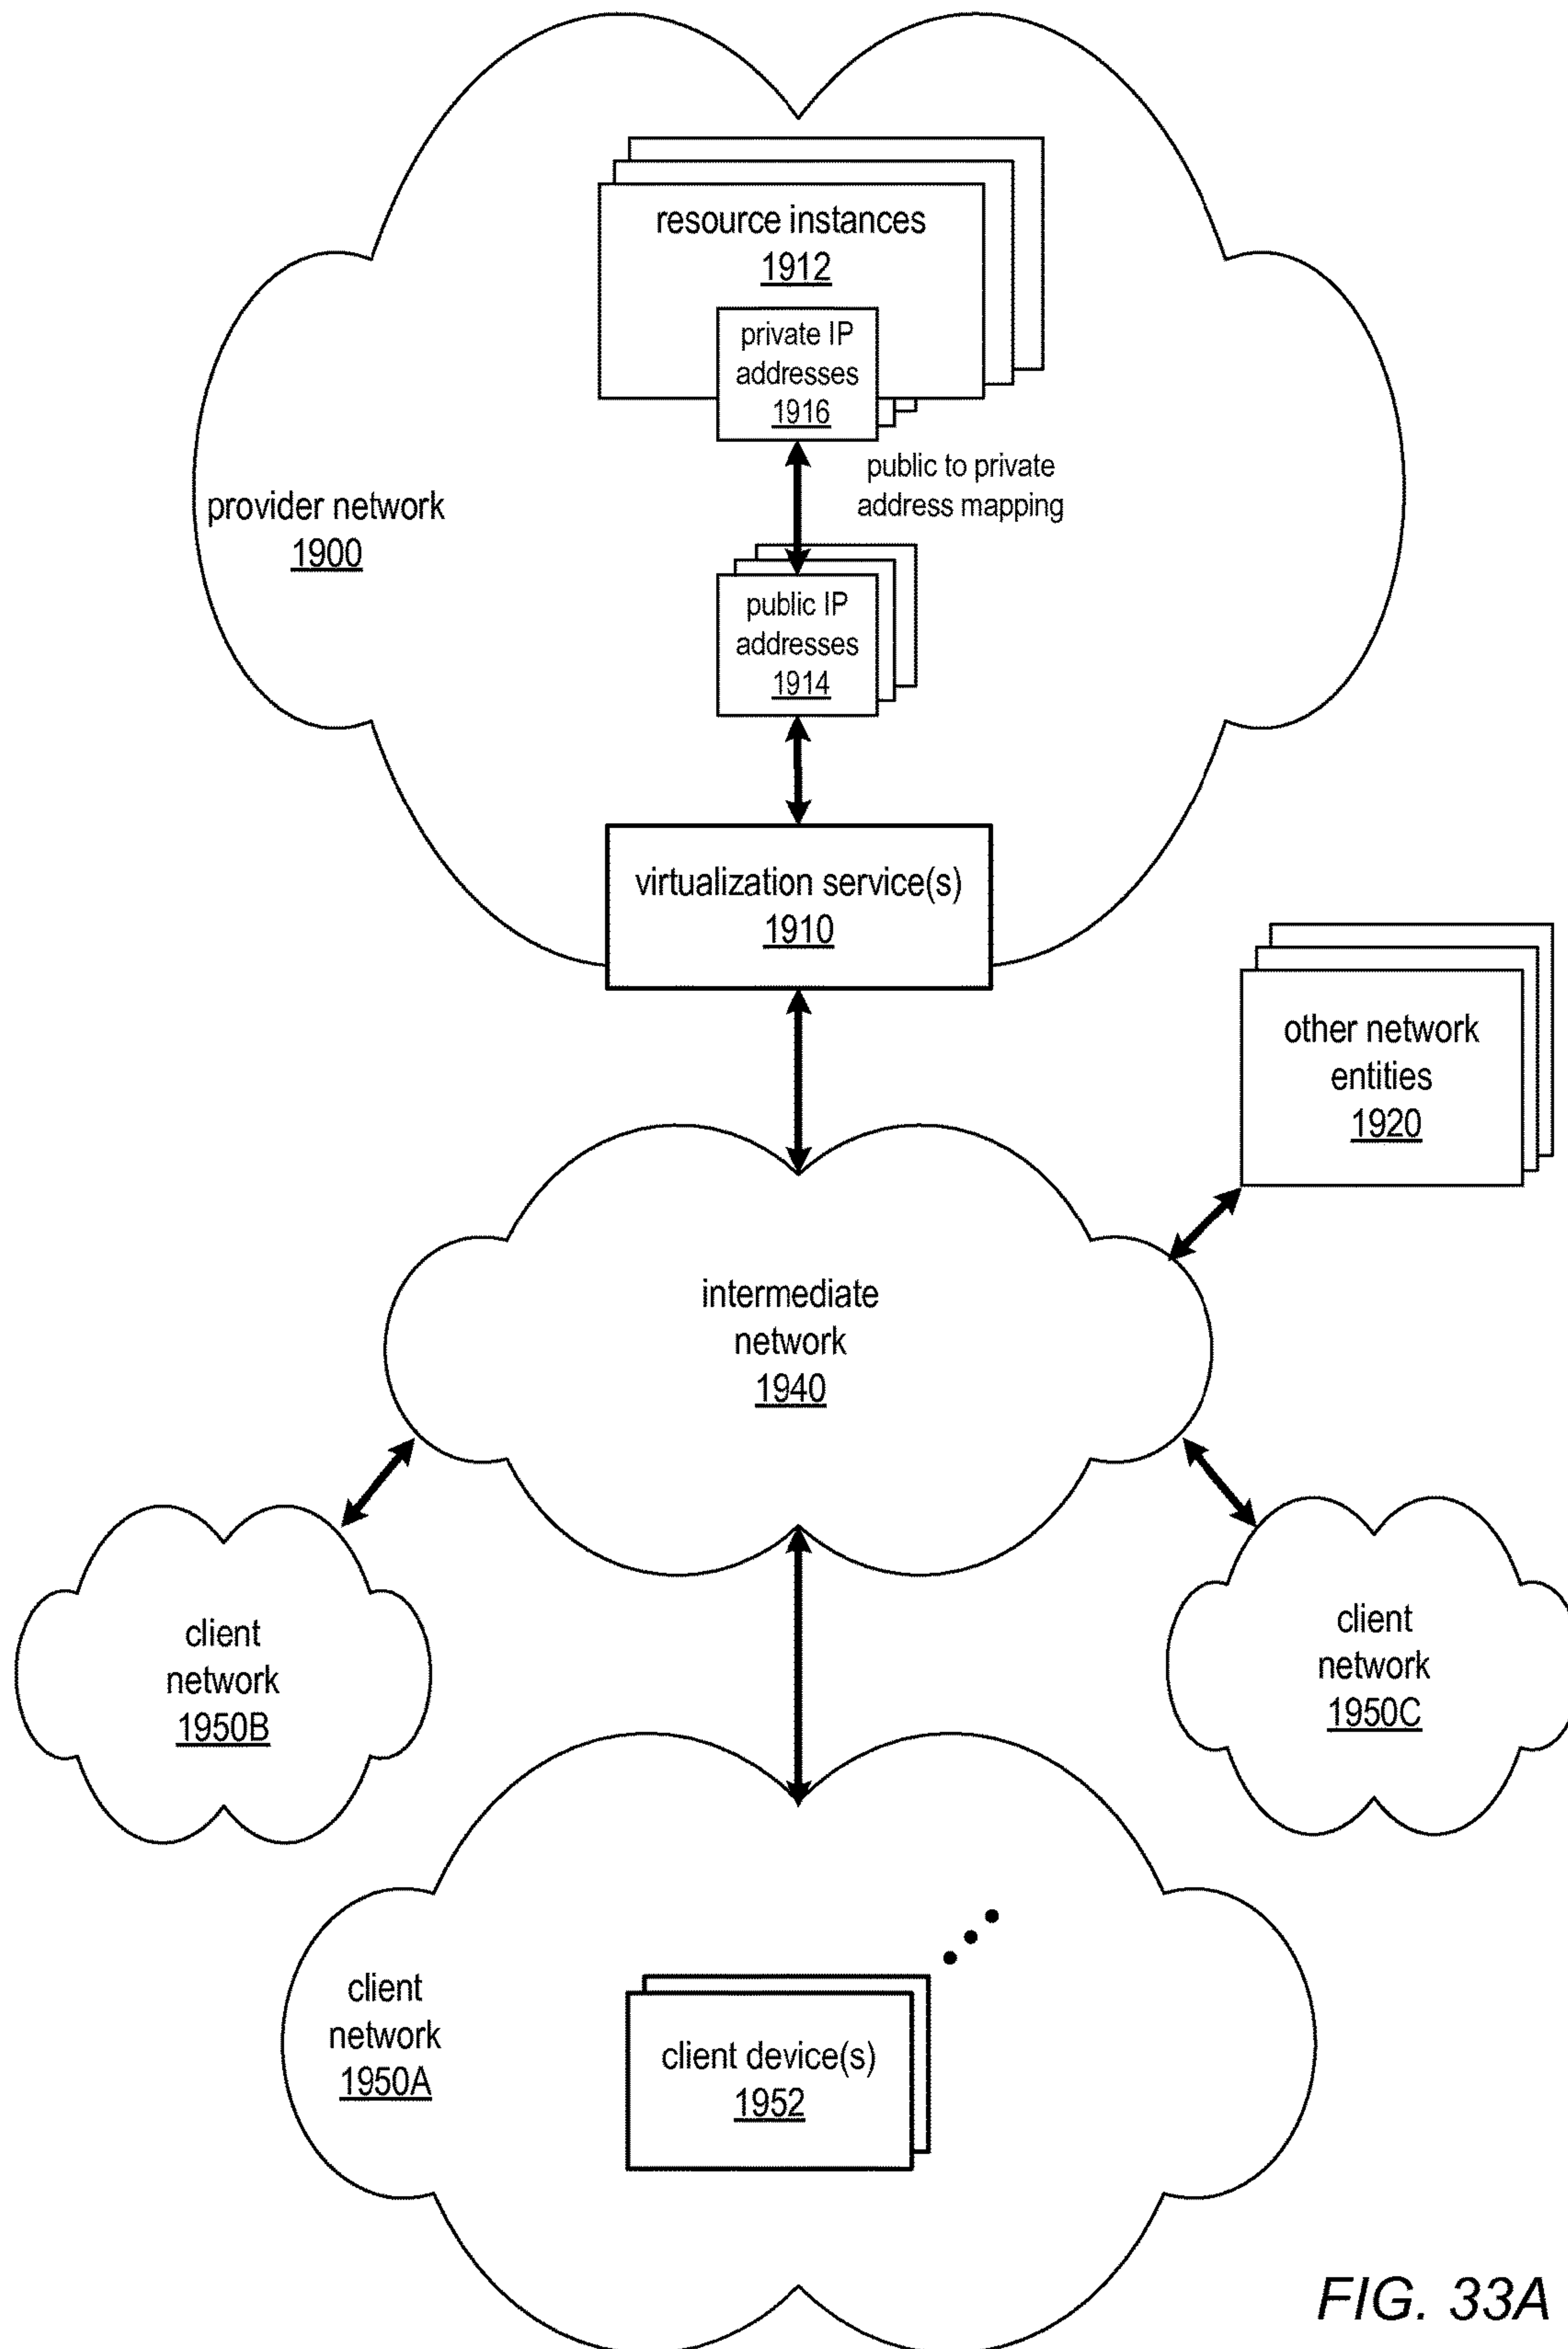 resource instances
1912
private IP
addresses
1916
public to private
address mapping
provider network
1900
public IP
addresses
1914
virtualization service(s)
1910
other network
entities
1920
intermediate
network
1940
client
network
1950B
client
network
1950C
client
network
1950A
client device(s)
1952
FIG. 33A